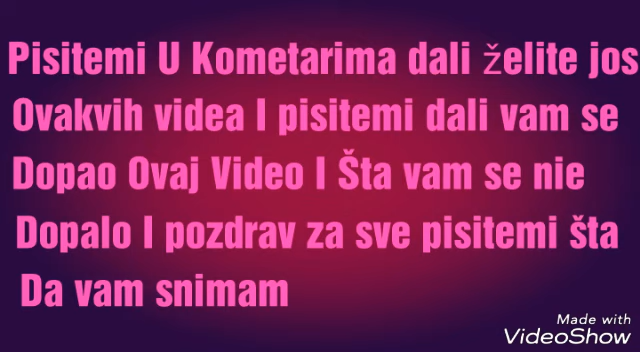 Pisitemi U Kometarima dali želite jos
Ovakvih videa I pisitemi dali vam se
Dopao Ovaj Video I Šta vam se nie
Dopalo I pozdrav za sve pisitemi šta
Da vam snimam
Made with
VideoShow